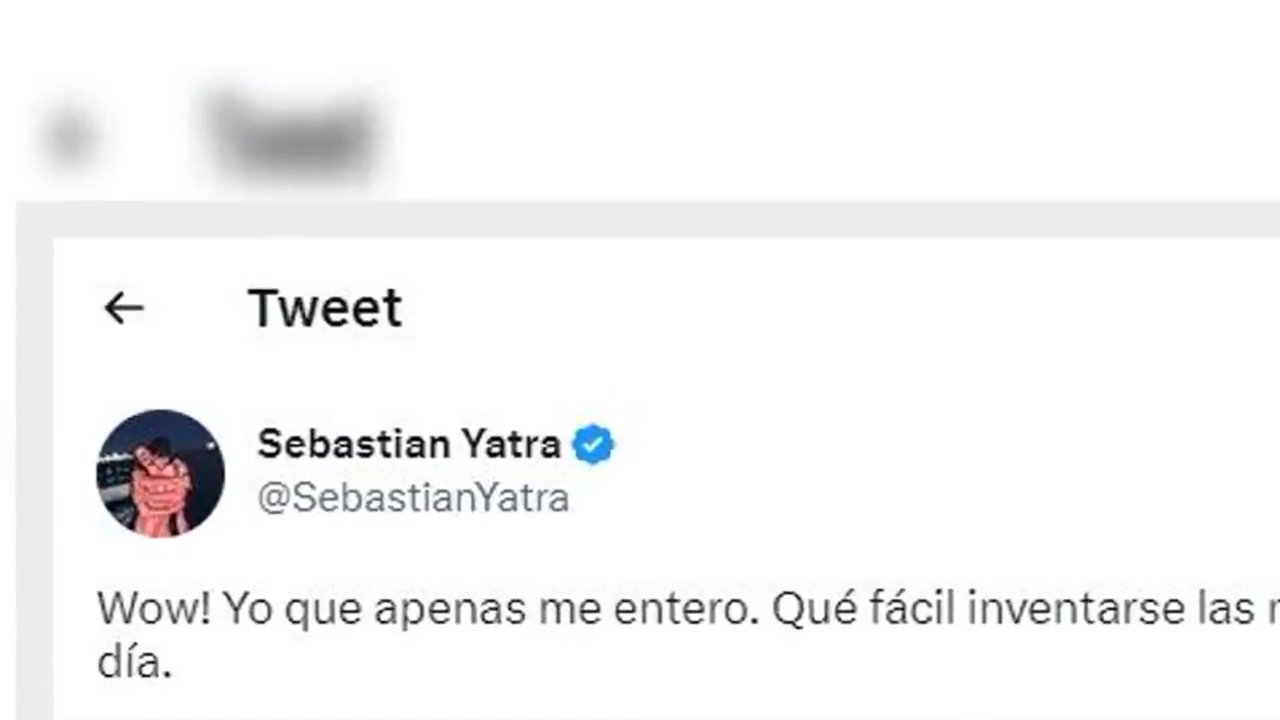 Tweet
Sebastian Yatra
@SebastianYatra
Wow! Yo que apenas me entero. Qué fácil inventarse las
día.